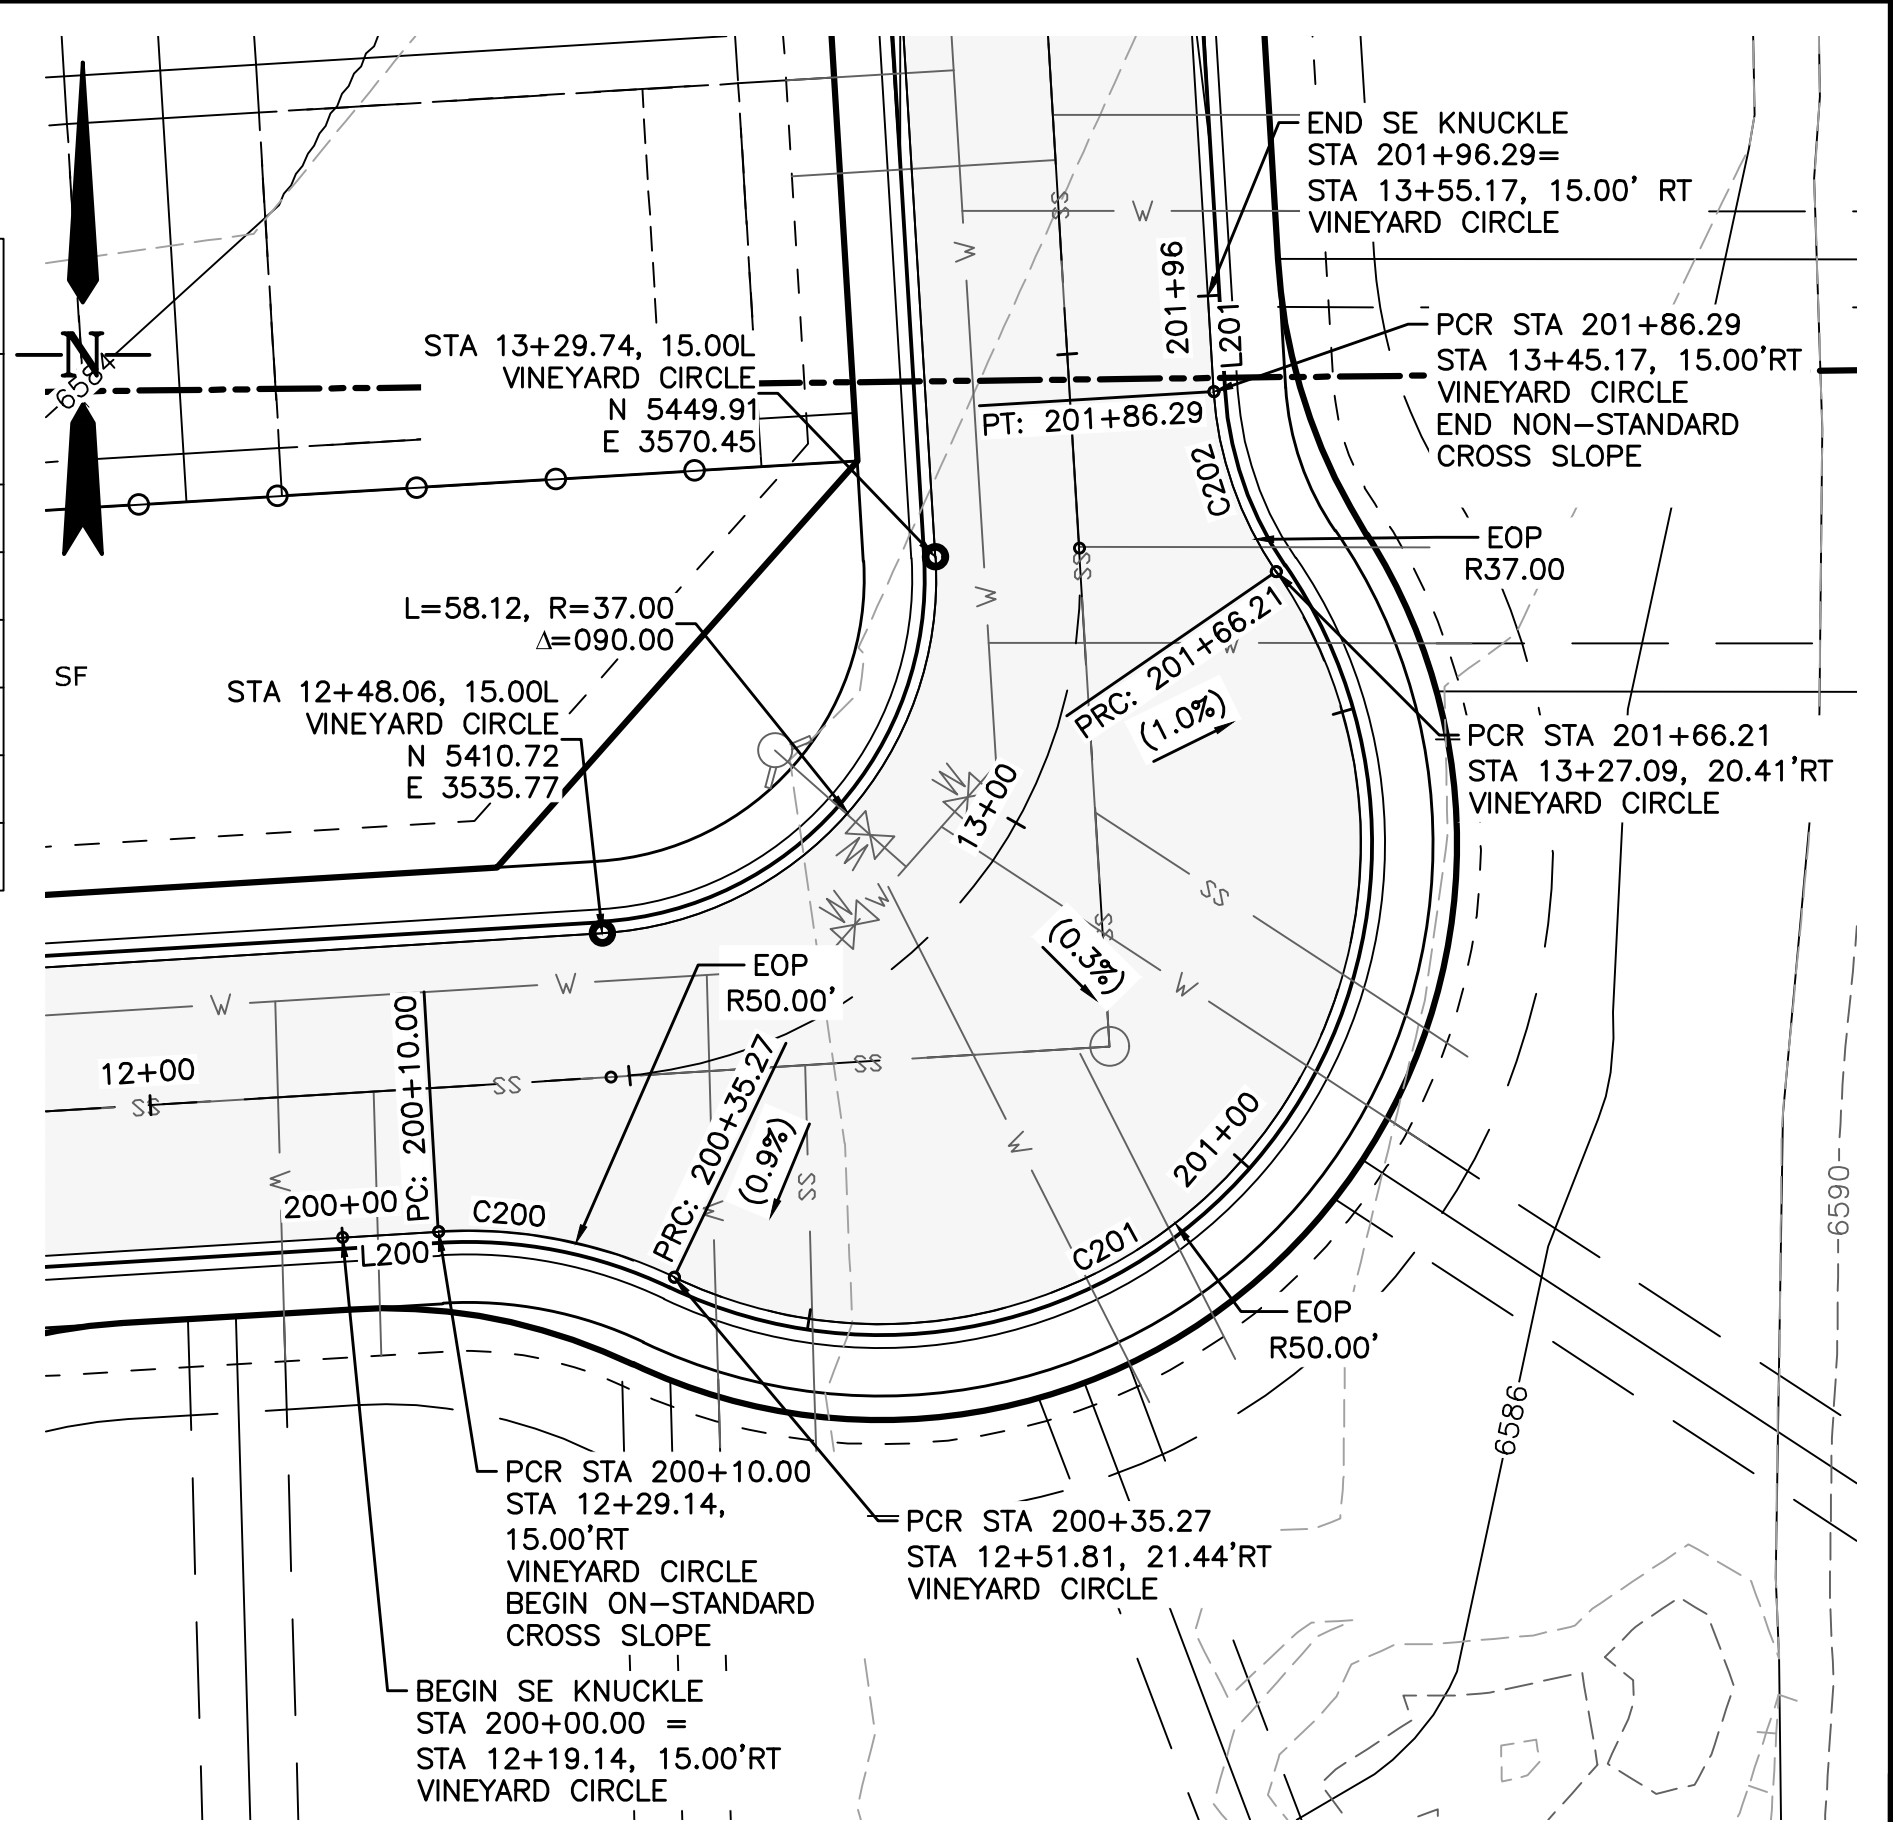 END SE KNUCKLE
STA 201+96.29=
STA 13+55.17, 15.00' RT
VINEYARD CIRCLE
N
6584
STA 13+29.74, 15.00L
VINEYARD CIRCLE
N 5449.91
E 3570.45
201+96
L201
PCR STA 201+86.29
STA 13+45.17, 15.00'RT
VINEYARD CIRCLE
END NON-STANDARD
CROSS SLOPE
PT: 201+86.29
C202
EOP
R37.00
L=58.12, R=37.00
Δ=090.00
SF
STA 12+48.06, 15.00L
VINEYARD CIRCLE
N 5410.72
E 3535.77
PRC: 201+66.21
(1.0%)
PCR STA 201+66.21
STA 13+27.09, 20.41'RT
VINEYARD CIRCLE
13+00
(0.3%)
EOP
R50.00'
12+00
PC: 200+10.00
PRC: 200+35.27
(0.9%)
200+00
L200
C200
201+00
C201
EOP
R50.00'
6590
6586
PCR STA 200+10.00
STA 12+29.14,
15.00'RT
VINEYARD CIRCLE
BEGIN ON-STANDARD
CROSS SLOPE
PCR STA 200+35.27
STA 12+51.81, 21.44'RT
VINEYARD CIRCLE
BEGIN SE KNUCKLE
STA 200+00.00 =
STA 12+19.14, 15.00'RT
VINEYARD CIRCLE
W
W
W
W
W
W
W
W
W
W
W
W
W
W
SS
SS
SS
SS
SS
SS
SS
SS